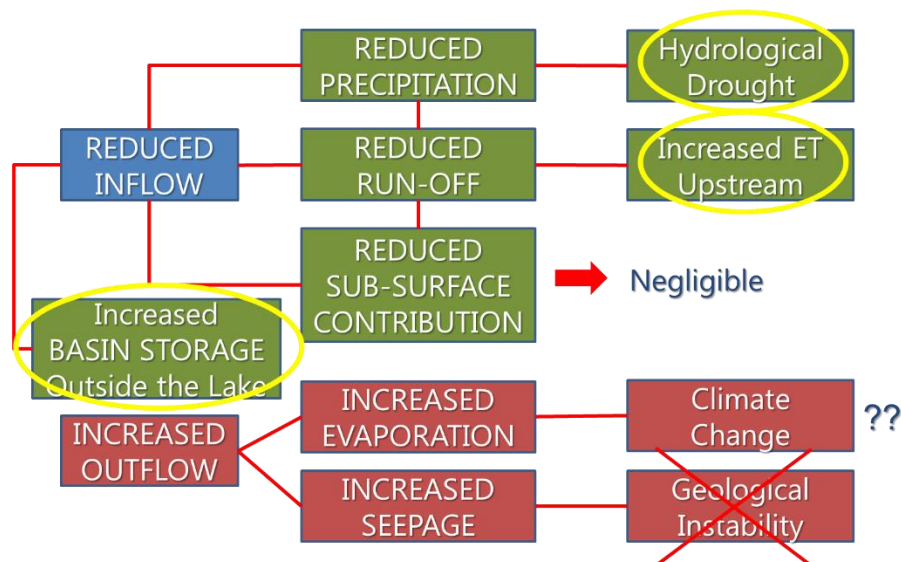 REDUCED
PRECIPITATION
Hydrological
Drought
REDUCED
INFLOW
REDUCED
RUN-OFF
Increased ET
Upstream
REDUCED
SUB-SURFACE
CONTRIBUTION
Negligible
Increased
BASIN STORAGE
Outside the Lake
INCREASED
OUTFLOW
INCREASED
EVAPORATION
Climate
Change
??
INCREASED
SEEPAGE
Geological
Instability